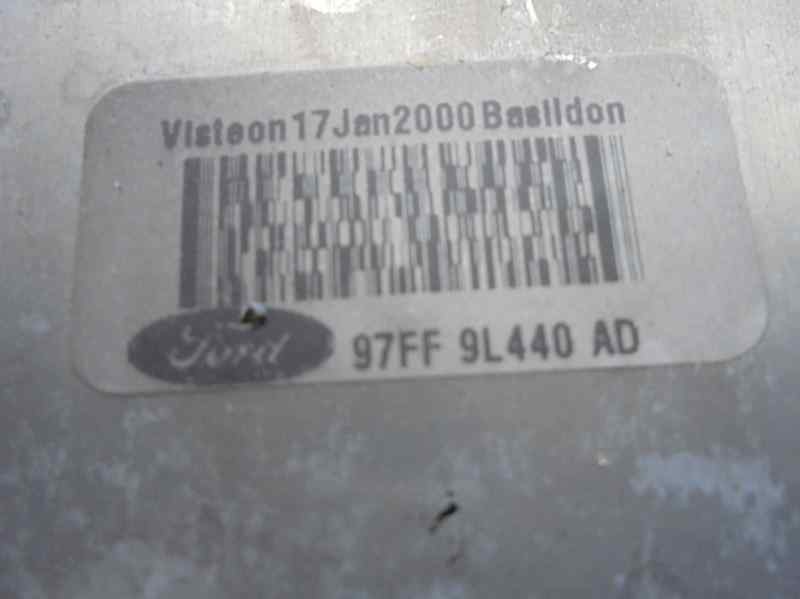 Visteon 17Jan2000 Basildon
Ford 97FF 9L440 AD